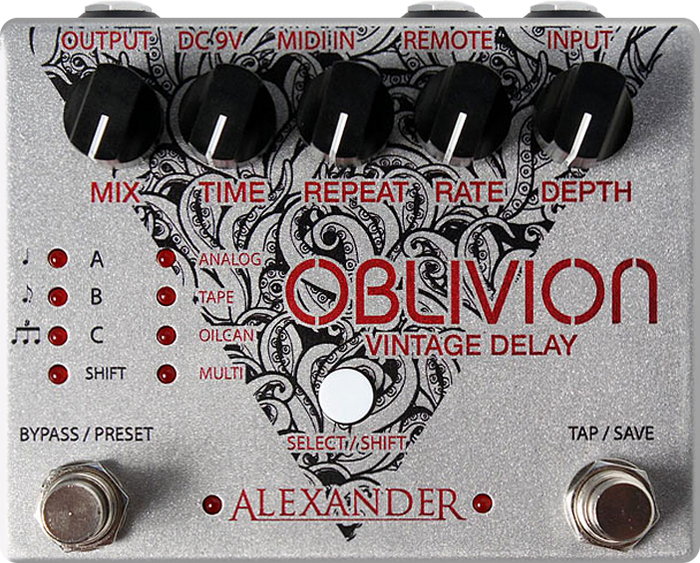 OUTPUT DC 9V MIDI IN REMOTE INPUT
MIX TIME REPEAT RATE DEPTH
A ANALOG
B TAPE
C OILCAN
SHIFT MULTI
OBLIVION
VINTAGE DELAY
BYPASS / PRESET
SELECT / SHIFT
TAP / SAVE
ALEXANDER